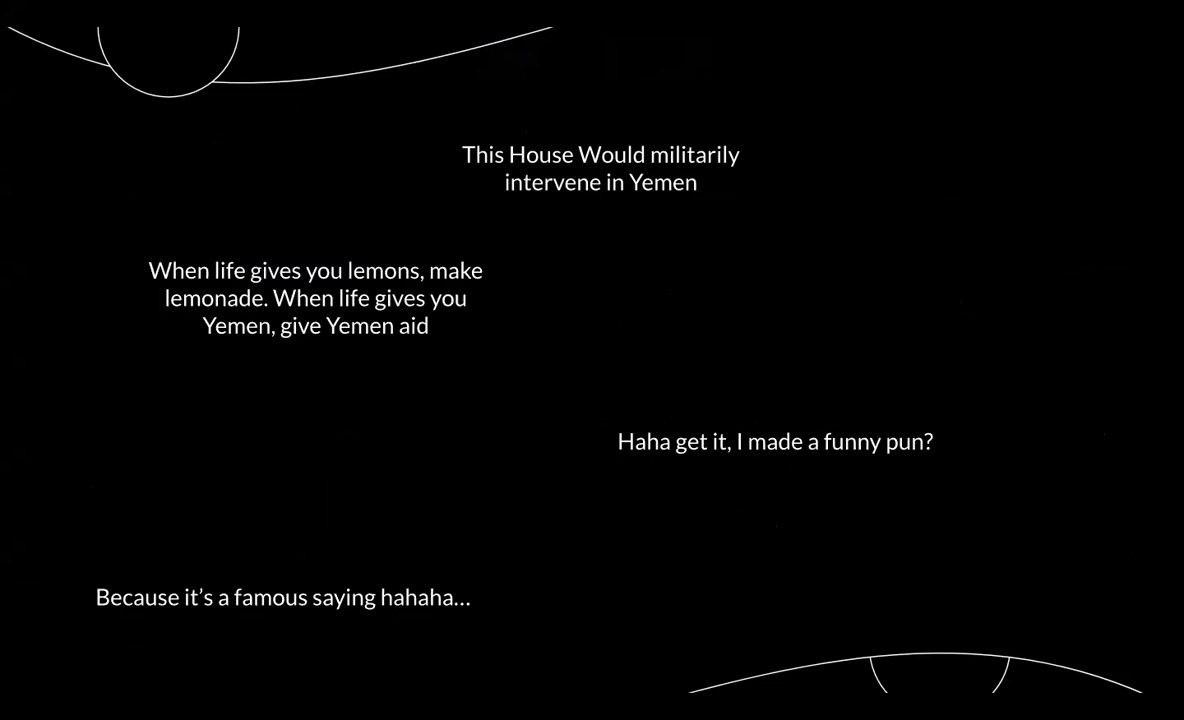 This House Would militarily
intervene in Yemen
When life gives you lemons, make
lemonade. When life gives you
Yemen, give Yemen aid
Haha get it, I made a funny pun?
Because it’s a famous saying hahaha…